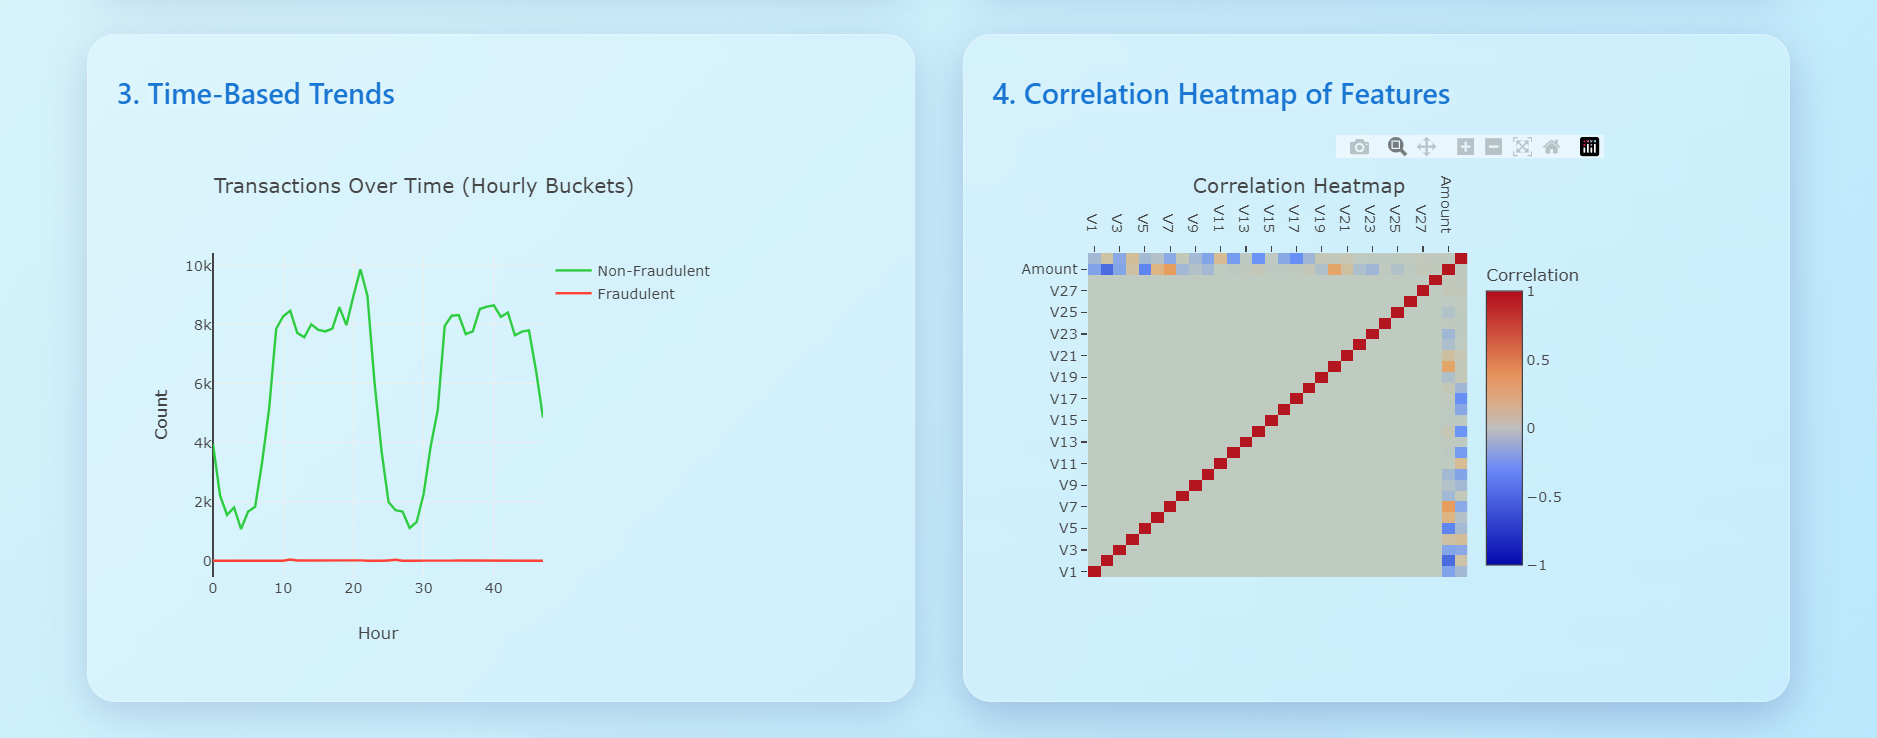 3. Time-Based Trends
Transactions Over Time (Hourly Buckets)
10k
8k
6k
4k
2k
0
Count
0 10 20 30 40
Hour
Non-Fraudulent
Fraudulent
4. Correlation Heatmap of Features
Correlation Heatmap
V1 V3 V5 V7 V9 V11 V13 V15 V17 V19 V21 V23 V25 V27 Amount
Amount
V27
V25
V23
V21
V19
V17
V15
V13
V11
V9
V7
V5
V3
V1
Correlation
1
0.5
0
−0.5
−1